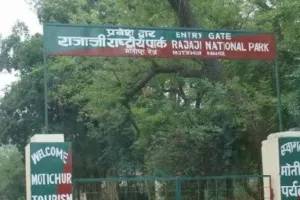 प्रवेश द्वार
ENTRY GATE
राजाजी राष्ट्रीय पार्क
RAJAJI NATIONAL PARK
मोतीचूर रेंज
MOTICHUR RANGE
WELCOME
MOTICHUR
TOURISM
मोती